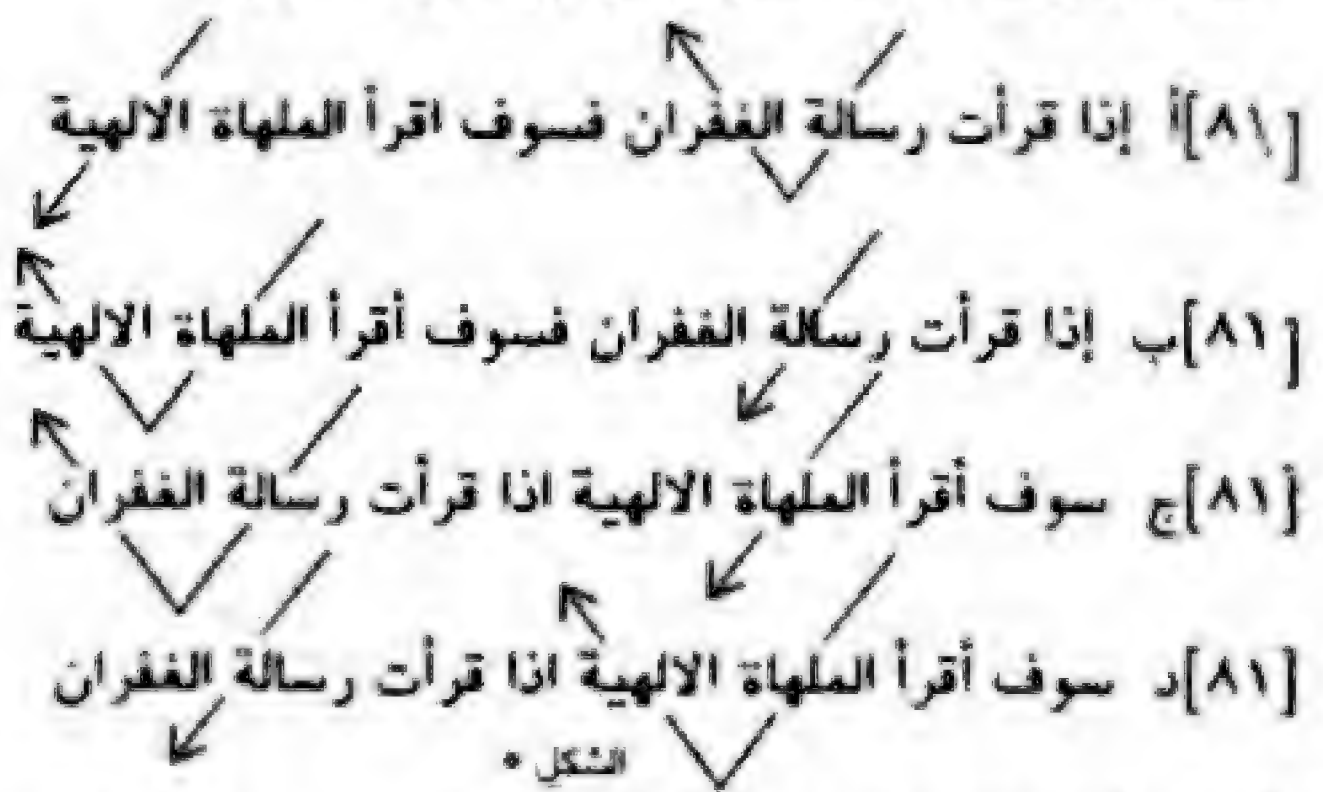 [٨١]أ إذا قرأت رسالة الغفران فسوف اقرأ الملهاة الالهية
[٨١]ب إذا قرأت رسالة الغفران فسوف أقرأ الملهاة الالهية
[٨١]ج سوف أقرأ الملهاة الالهية اذا قرأت رسالة الغفران
[٨١]د سوف أقرأ الملهاة الالهية اذا قرأت رسالة الغفران
الشكل ٥